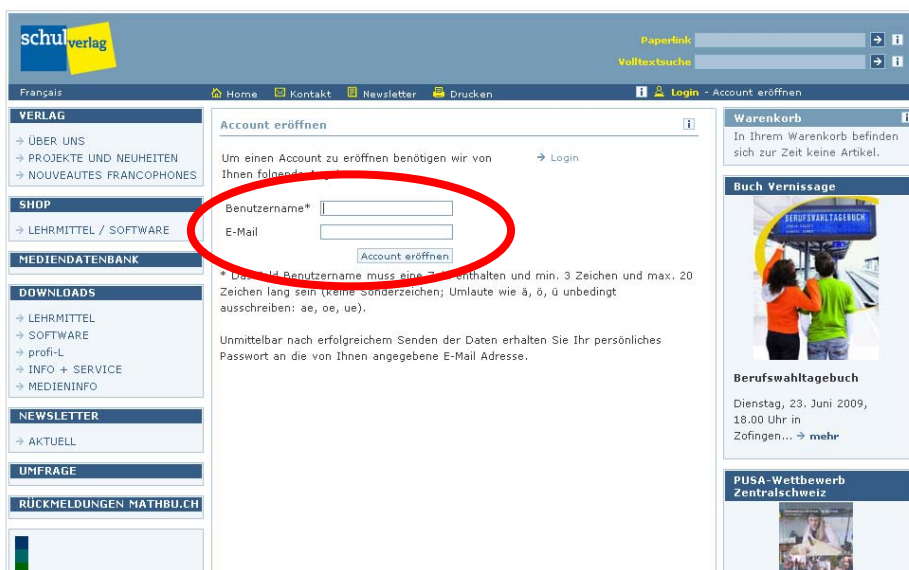 schulverlag
Paperlink
Volltextsuche
Français
Home Kontakt Newsletter Drucken
Login - Account eröffnen
VERLAG
→ ÜBER UNS
→ PROJEKTE UND NEUHEITEN
→ NOUVEAUTES FRANCOPHONES
SHOP
→ LEHRMITTEL / SOFTWARE
MEDIENDATENBANK
DOWNLOADS
→ LEHRMITTEL
→ SOFTWARE
→ profi-L
→ INFO + SERVICE
→ MEDIENINFO
NEWSLETTER
→ AKTUELL
UMFRAGE
RÜCKMELDUNGEN MATHBU.CH
Account eröffnen
Um einen Account zu eröffnen benötigen wir von
Ihnen folgende
→ Login
Benutzername*
E-Mail
Account eröffnen
* Das Feld Benutzername muss eine Zahl enthalten und min. 3 Zeichen und max. 20
Zeichen lang sein (keine Sonderzeichen; Umlaute wie ä, ö, ü unbedingt
ausschreiben: ae, oe, ue).
Unmittelbar nach erfolgreichem Senden der Daten erhalten Sie Ihr persönliches
Passwort an die von Ihnen angegebene E-Mail Adresse.
Warenkorb
In Ihrem Warenkorb befinden
sich zur Zeit keine Artikel.
Buch Vernissage
BERUFSWAHLTAGEBUCH
Berufswahltagebuch
Dienstag, 23. Juni 2009,
18.00 Uhr in
Zofingen... → mehr
PUSA-Wettbewerb
Zentralschweiz